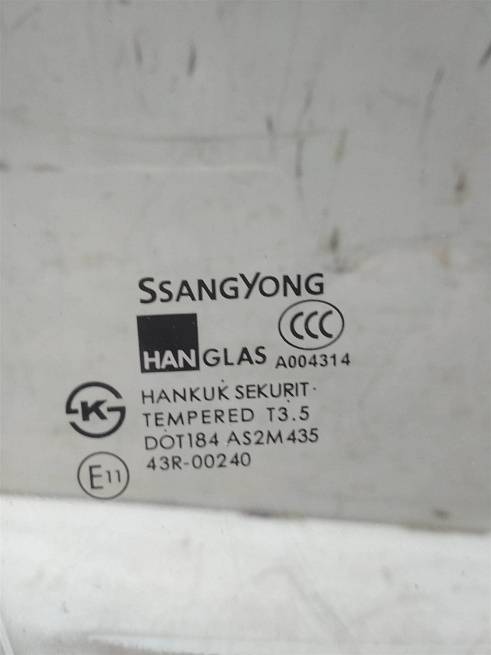 SSANGYONG
CCC
HANGLAS A004314
HANKUK SEKURIT
K
TEMPERED T3.5
DOT184 AS2M435
43R-00240
E11